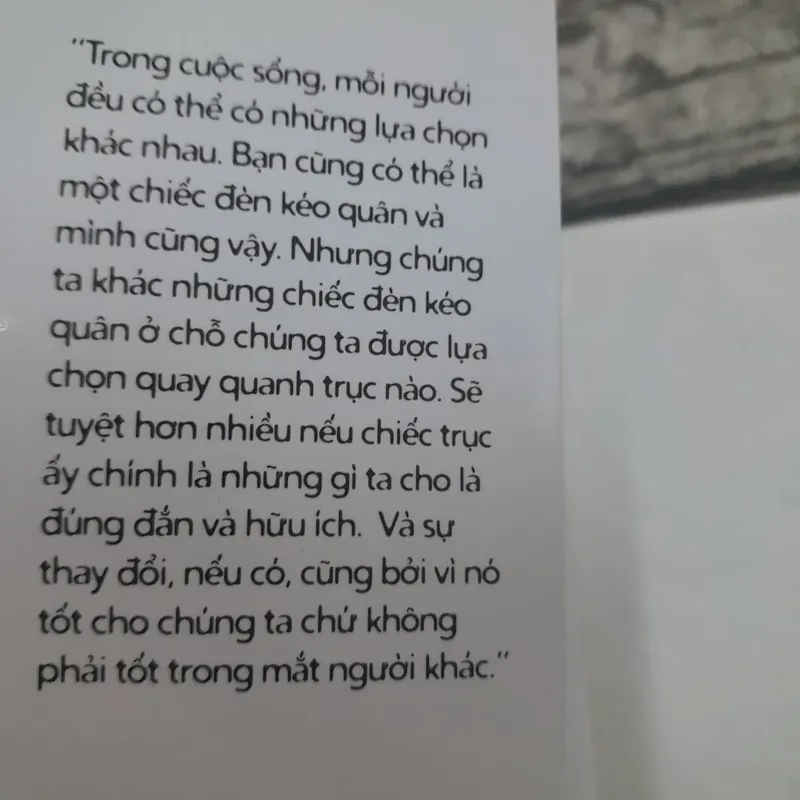 "Trong cuộc sống, mỗi người
đều có thể có những lựa chọn
khác nhau. Bạn cũng có thể là
một chiếc đèn kéo quân và
mình cũng vậy. Nhưng chúng
ta khác những chiếc đèn kéo
quân ở chỗ chúng ta được lựa
chọn quay quanh trục nào. Sẽ
tuyệt hơn nhiều nếu chiếc trục
ấy chính là những gì ta cho là
đúng đắn và hữu ích. Và sự
thay đổi, nếu có, cũng bởi vì nó
tốt cho chúng ta chứ không
phải tốt trong mắt người khác."